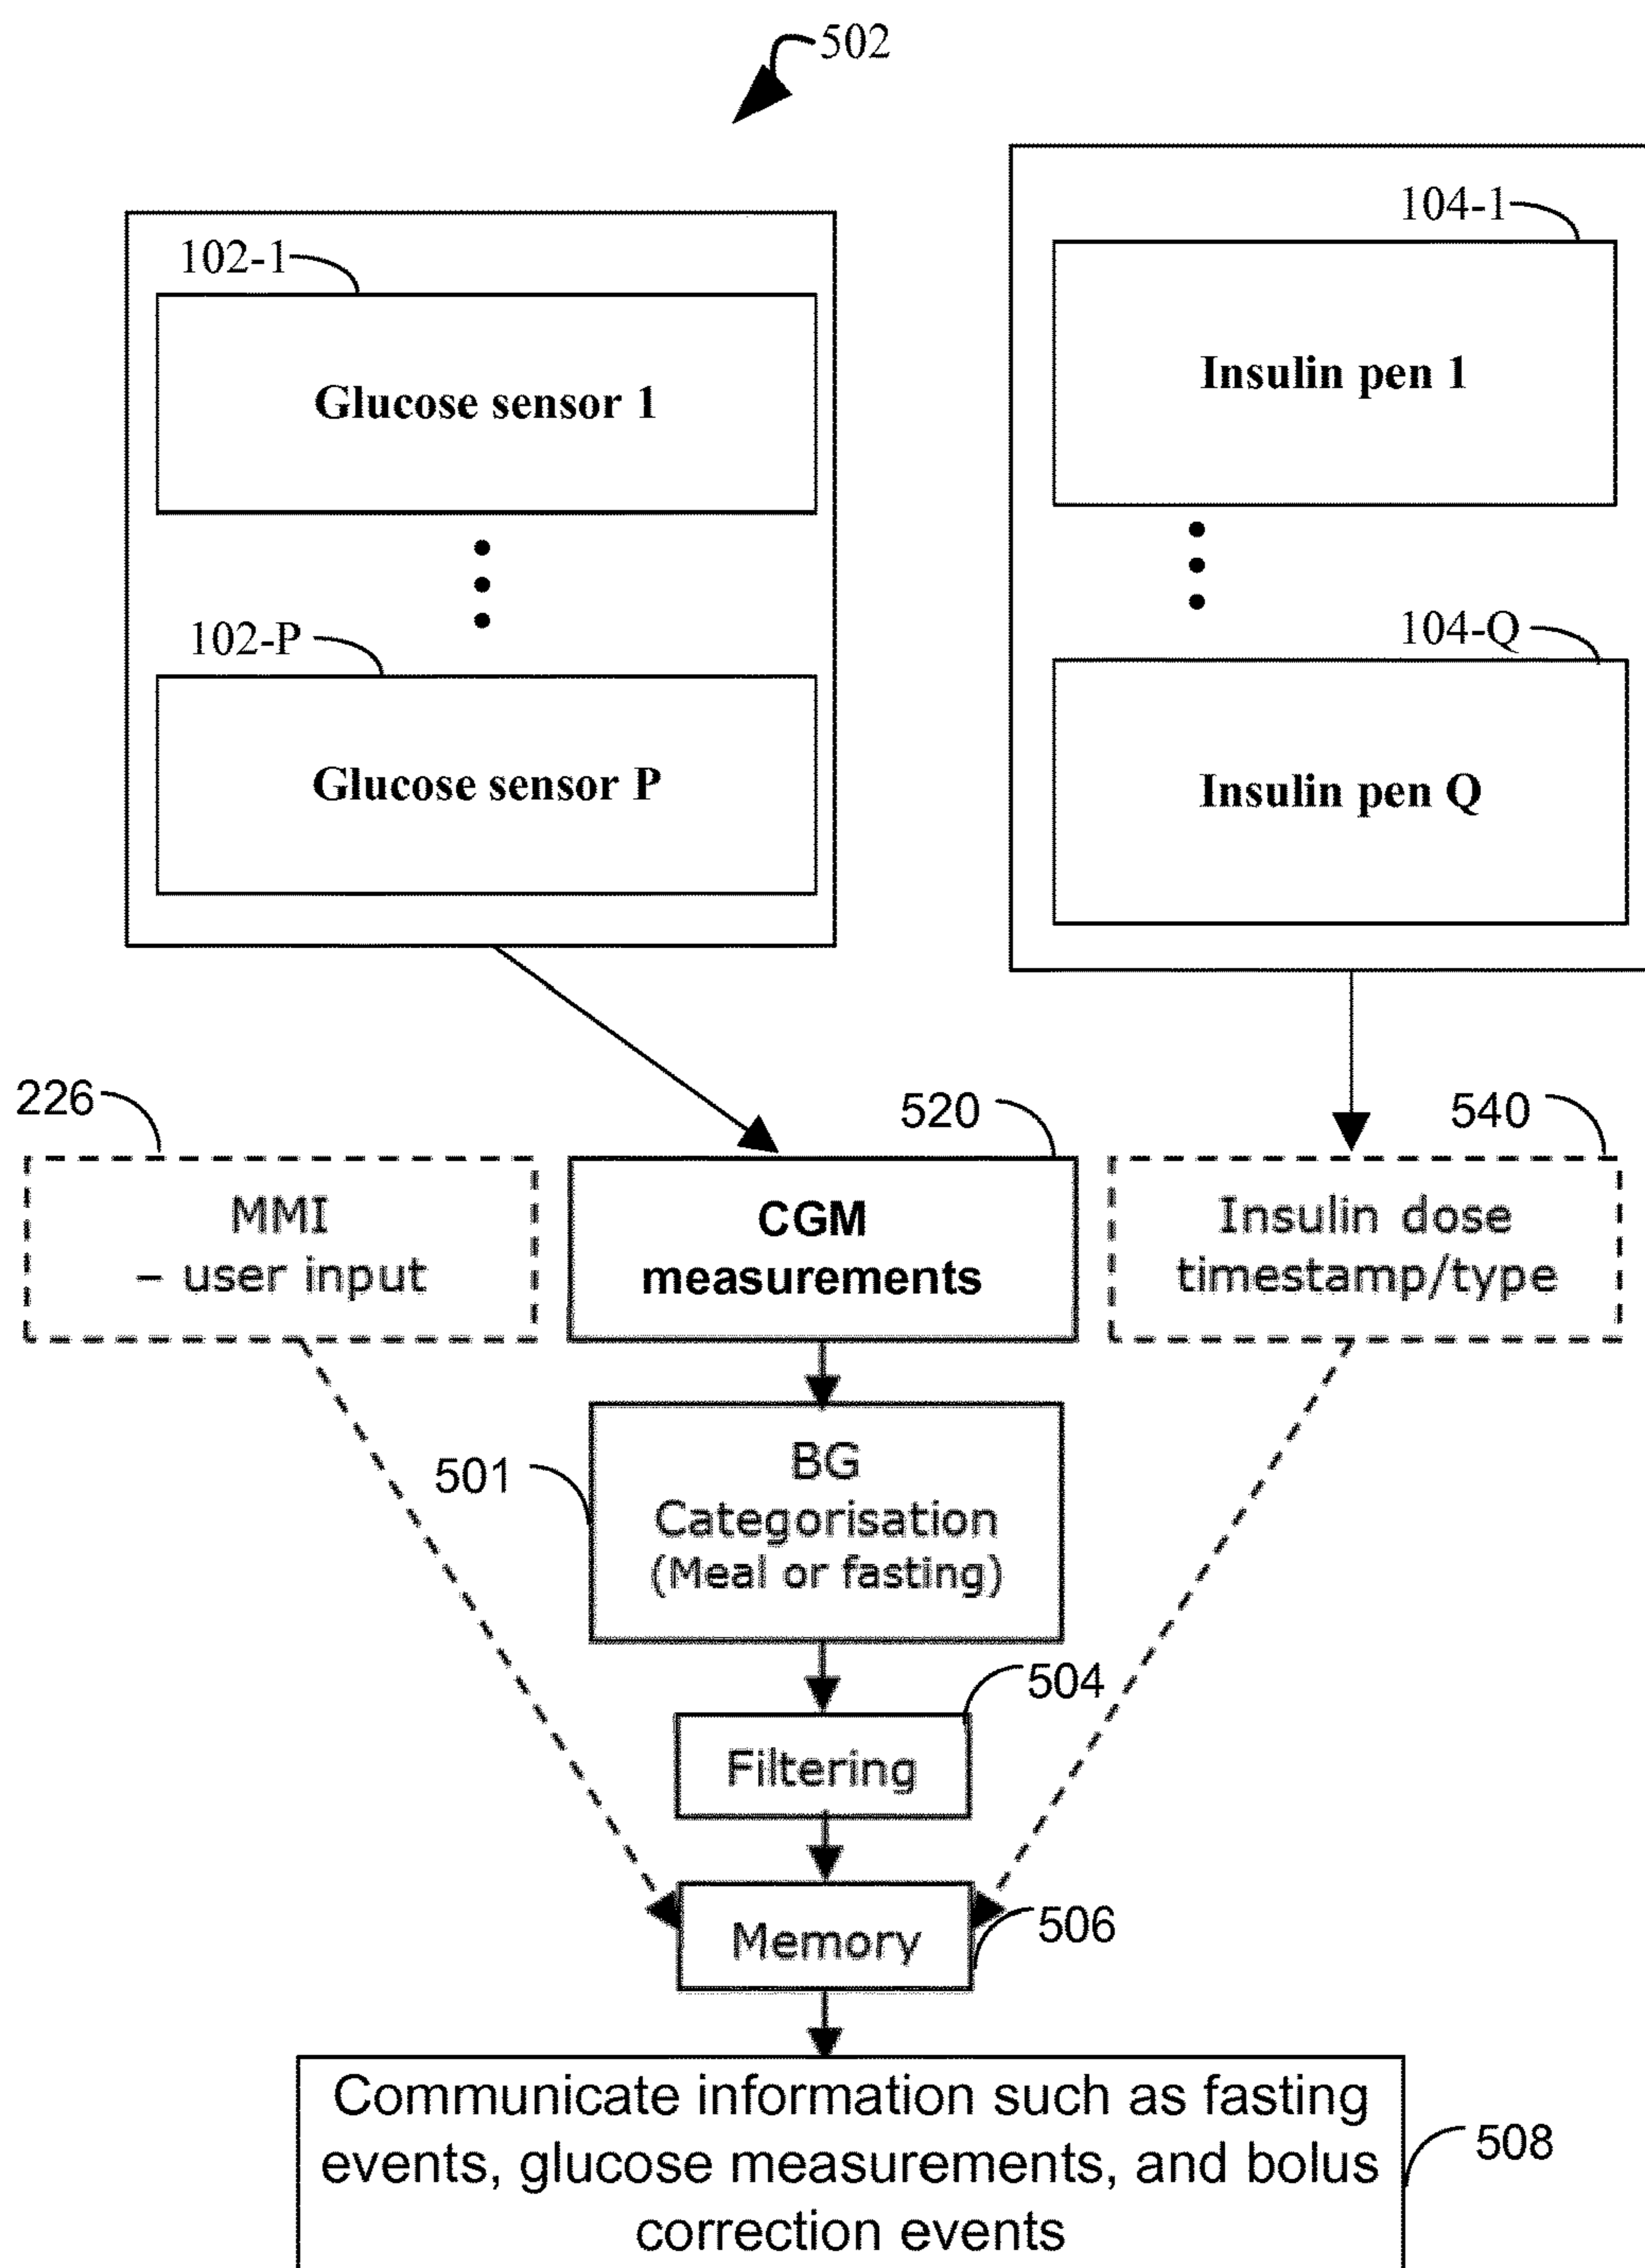 502
104-1
102-1
Insulin pen 1
Glucose sensor 1
104-Q
102-P
Glucose sensor P
Insulin pen Q
226
520
540
MMI
– user input
CGM
measurements
Insulin dose
timestamp/type
501
BG
Categorisation
(Meal or fasting)
504
Filtering
Memory
506
Communicate information such as fasting
events, glucose measurements, and bolus
correction events
508